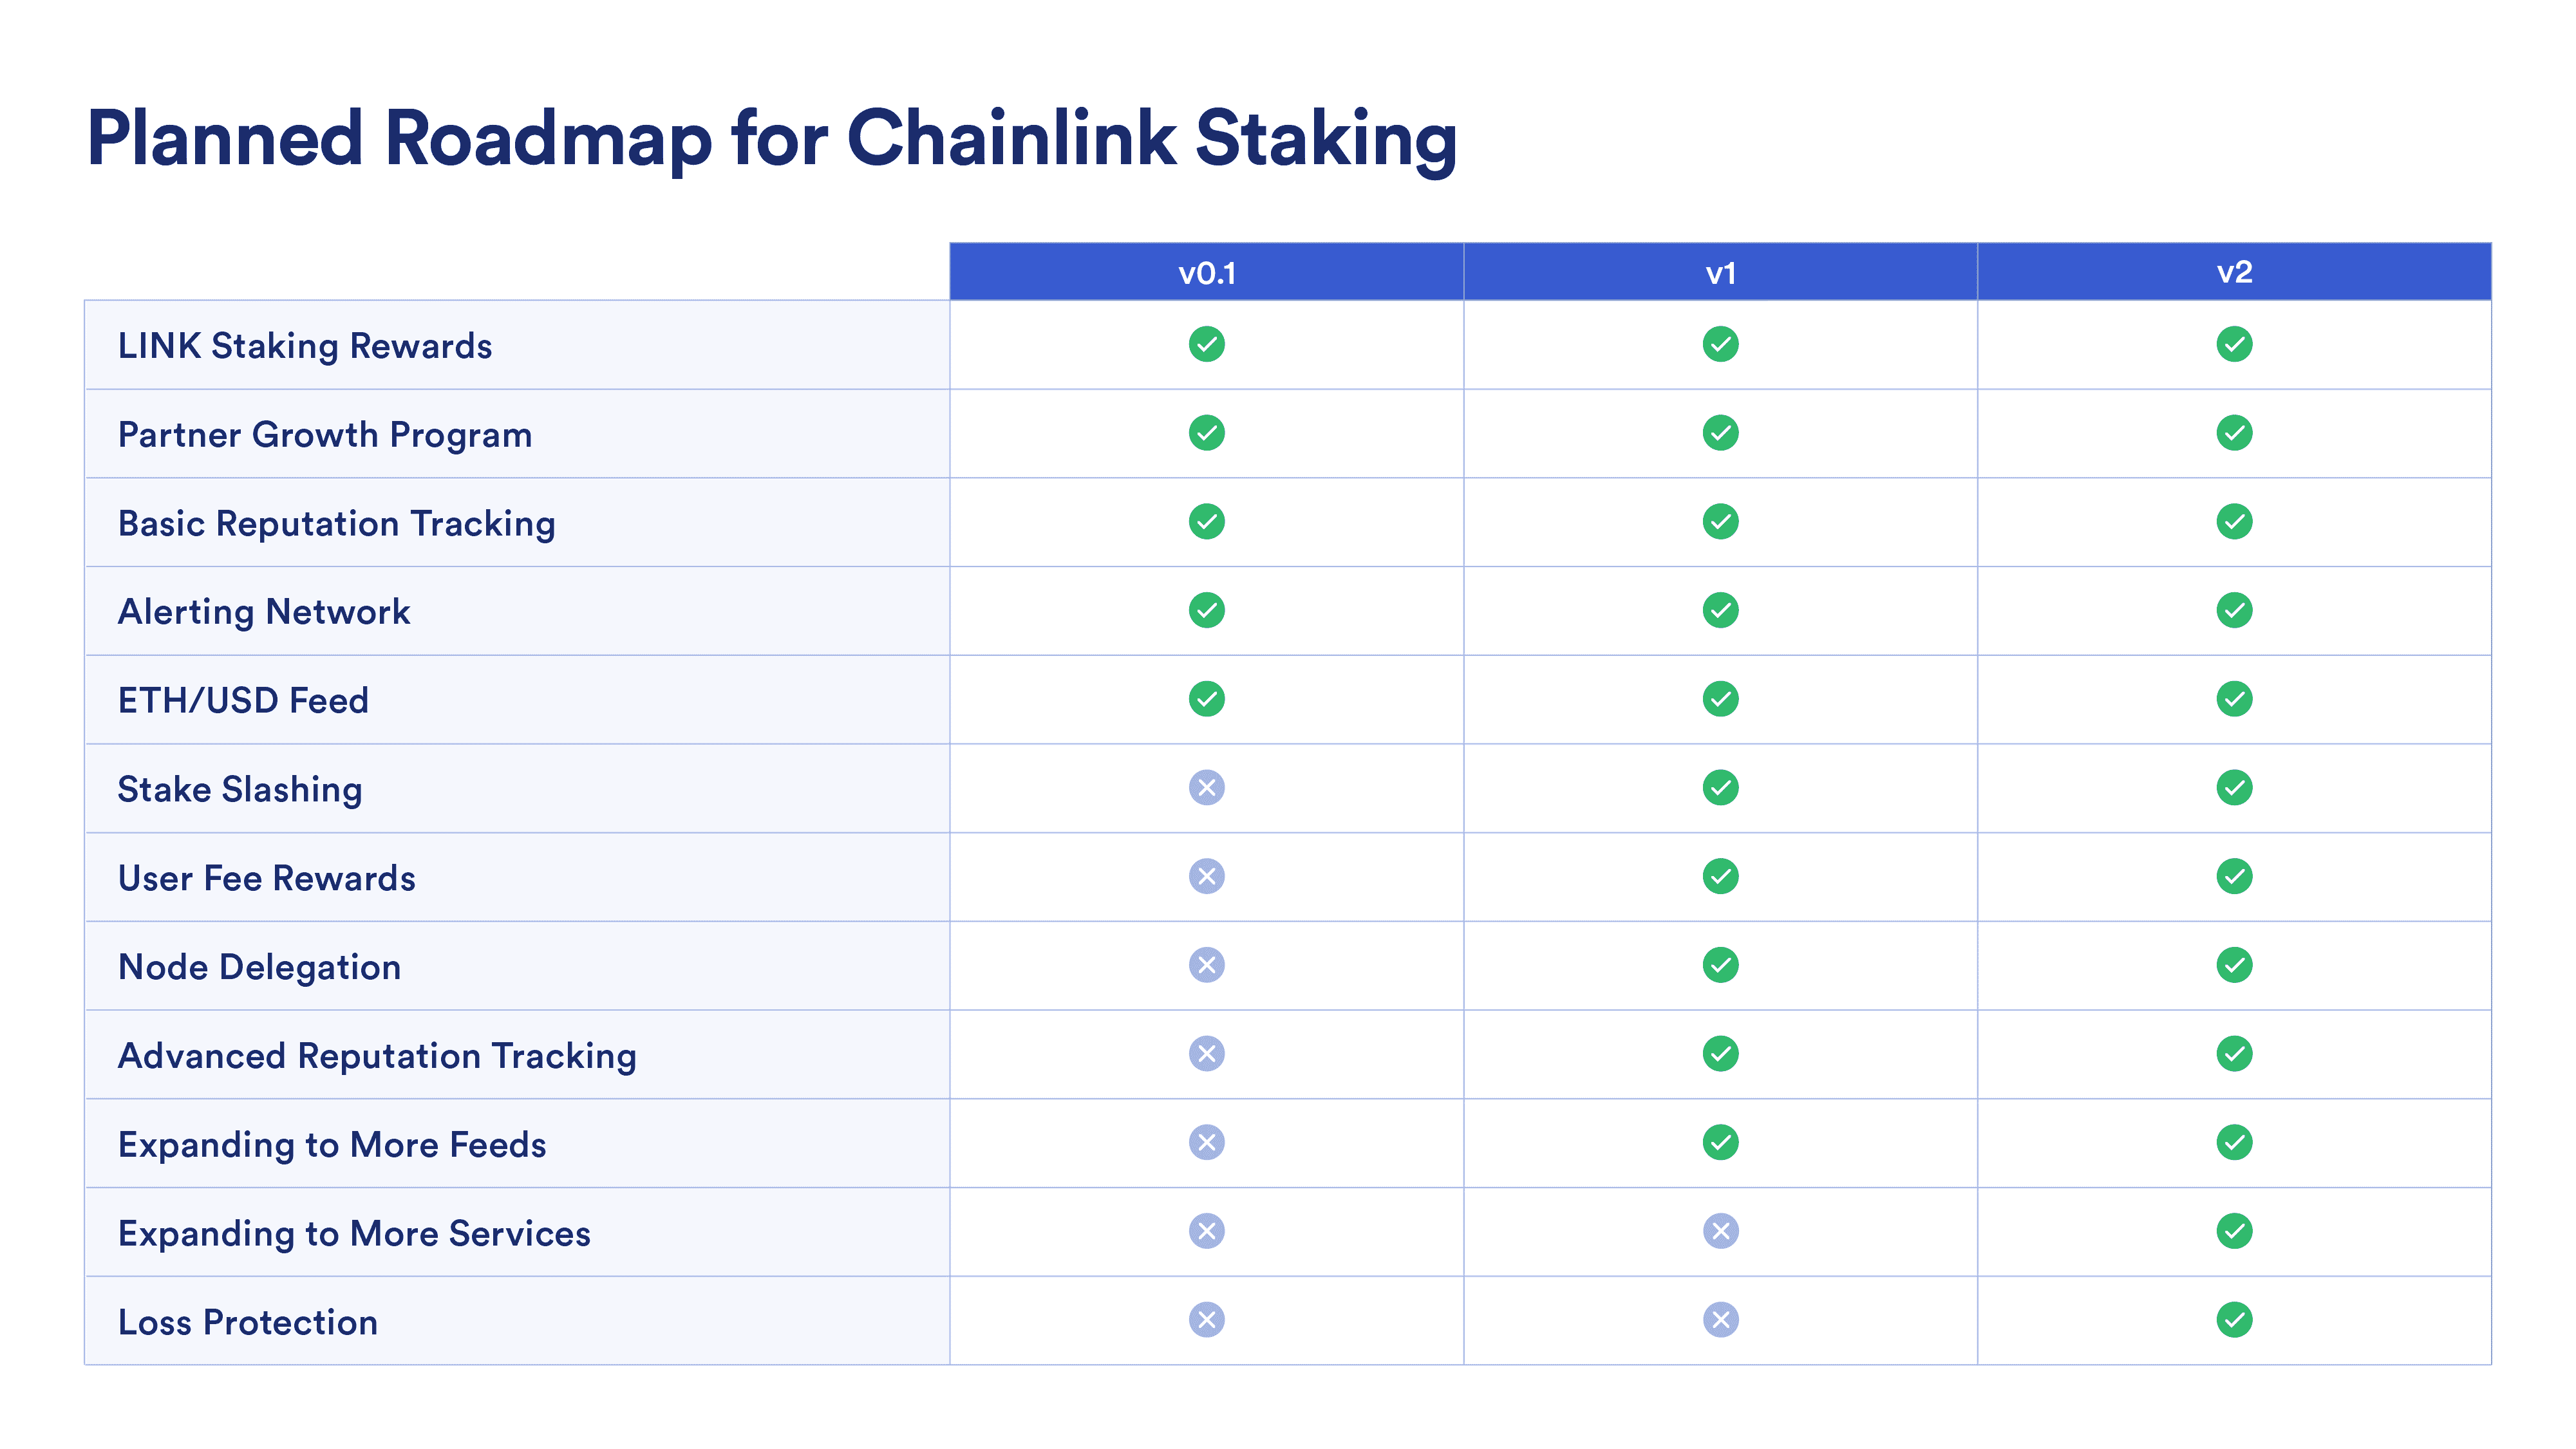 Planned Roadmap for Chainlink Staking
v0.1 v1 v2
LINK Staking Rewards
Partner Growth Program
Basic Reputation Tracking
Alerting Network
ETH/USD Feed
Stake Slashing
User Fee Rewards
Node Delegation
Advanced Reputation Tracking
Expanding to More Feeds
Expanding to More Services
Loss Protection